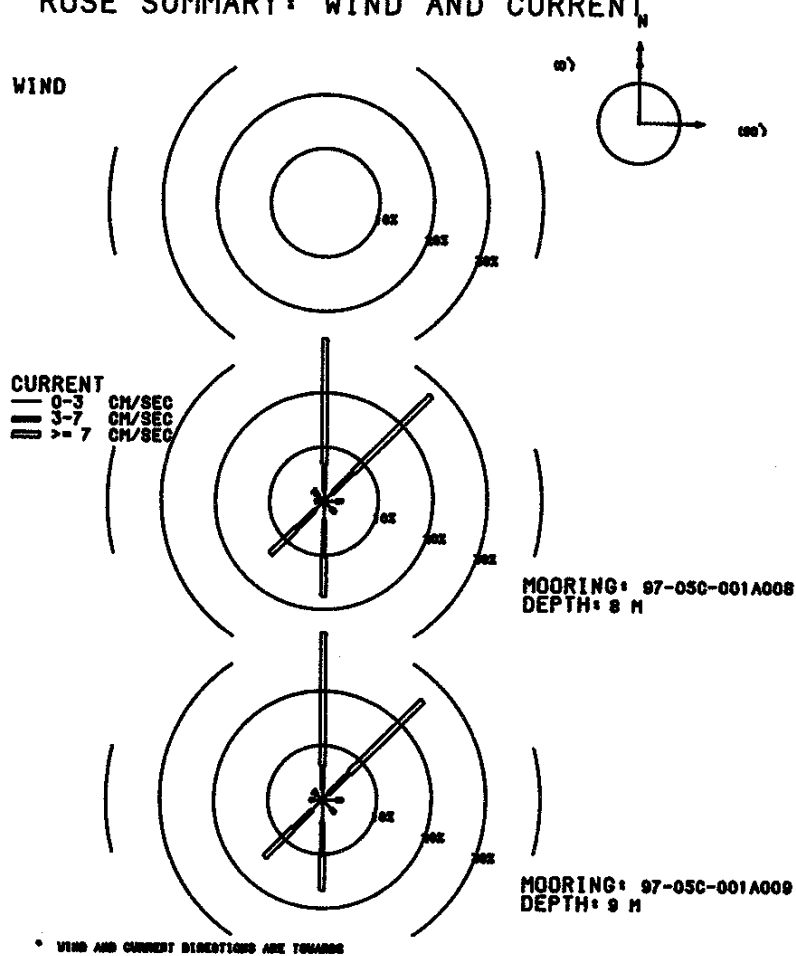 ROSE SUMMARY: WIND AND CURRENT
N
(0°)
WIND
(90°)
10%
20%
30%
CURRENT
0-3 CM/SEC
3-7 CM/SEC
>= 7 CM/SEC
10%
20%
30%
MOORING: 97-05C-001A008
DEPTH: 8 M
10%
20%
30%
MOORING: 97-05C-001A009
DEPTH: 9 M
* WIND AND CURRENT DIRECTIONS ARE TOWARDS